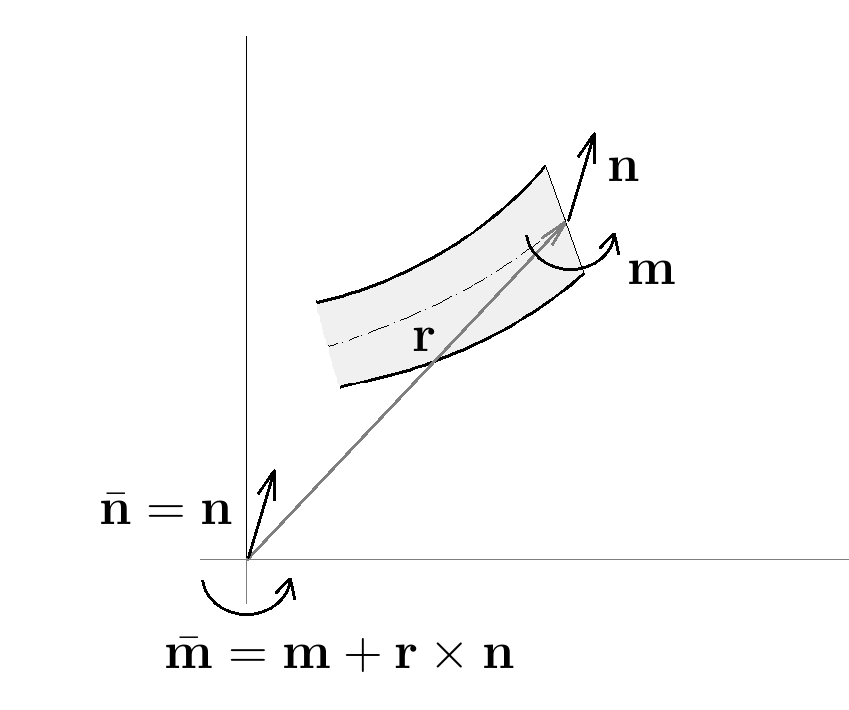 n
m
r
n̄ = n
m̄ = m + r × n